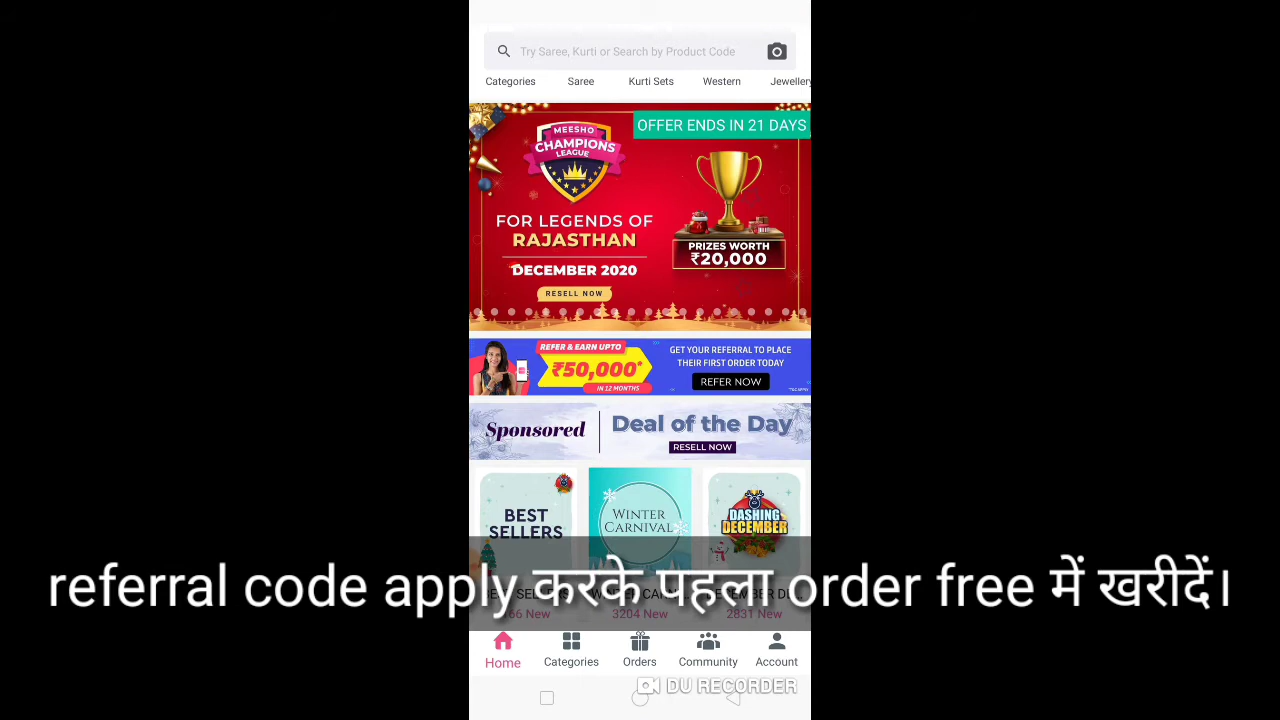 Try Saree, Kurti or Search by Product Code
Categories Saree Kurti Sets Western Jewellery
OFFER ENDS IN 21 DAYS
MEESHO
CHAMPIONS
LEAGUE
FOR LEGENDS OF
RAJASTHAN
DECEMBER 2020
RESELL NOW
PRIZES WORTH
₹20,000
REFER & EARN UPTO
₹50,000*
IN 12 MONTHS
GET YOUR REFERRAL TO PLACE
THEIR FIRST ORDER TODAY
REFER NOW
Sponsored
Deal of the Day
RESELL NOW
BEST
SELLERS
WINTER
CARNIVAL
DASHING
DECEMBER
referral code apply करके पहला order free में खरीदें।
3204 New 2831 New
Home Categories Orders Community Account
DU RECORDER